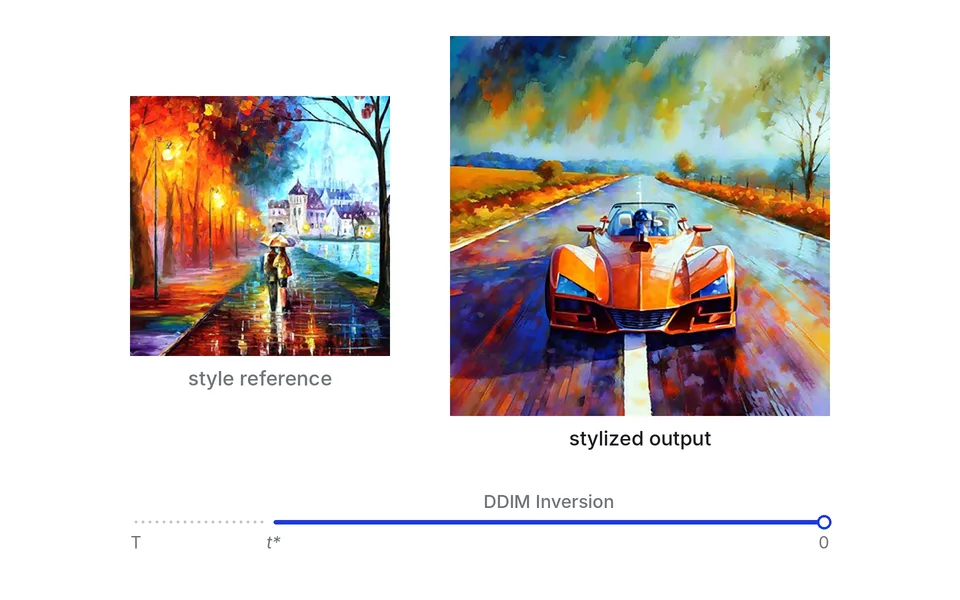 style reference
stylized output
DDIM Inversion
T
t*
0